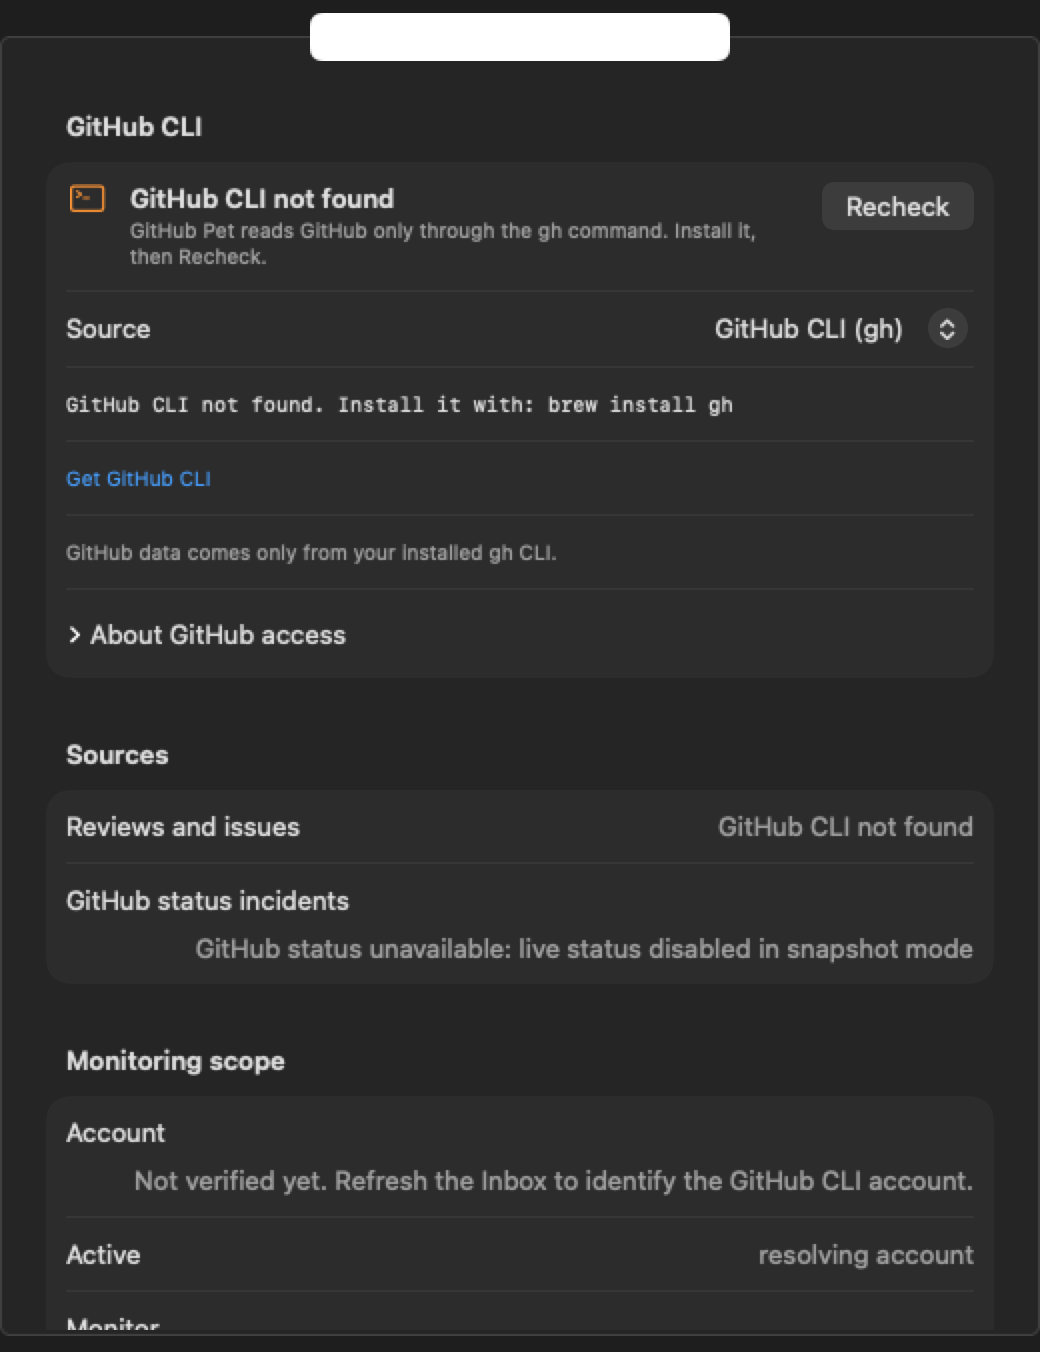 GitHub CLI
GitHub CLI not found
GitHub Pet reads GitHub only through the gh command. Install it,
then Recheck.
Recheck
Source
GitHub CLI (gh)
GitHub CLI not found. Install it with: brew install gh
Get GitHub CLI
GitHub data comes only from your installed gh CLI.
About GitHub access
Sources
Reviews and issues
GitHub CLI not found
GitHub status incidents
GitHub status unavailable: live status disabled in snapshot mode
Monitoring scope
Account
Not verified yet. Refresh the Inbox to identify the GitHub CLI account.
Active
resolving account
Monitor